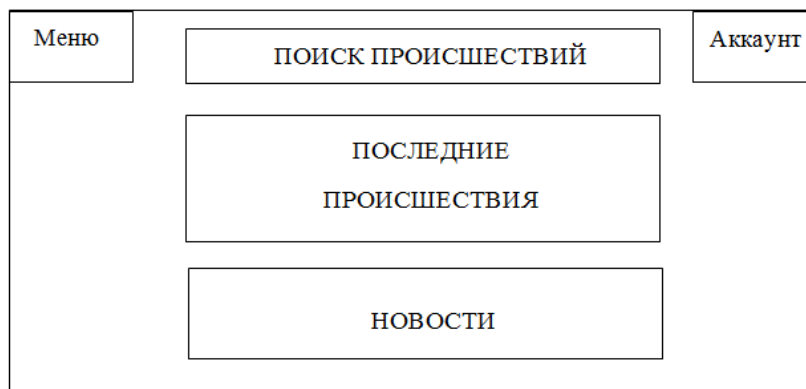 Меню
ПОИСК ПРОИСШЕСТВИЙ
Аккаунт
ПОСЛЕДНИЕ
ПРОИСШЕСТВИЯ
НОВОСТИ